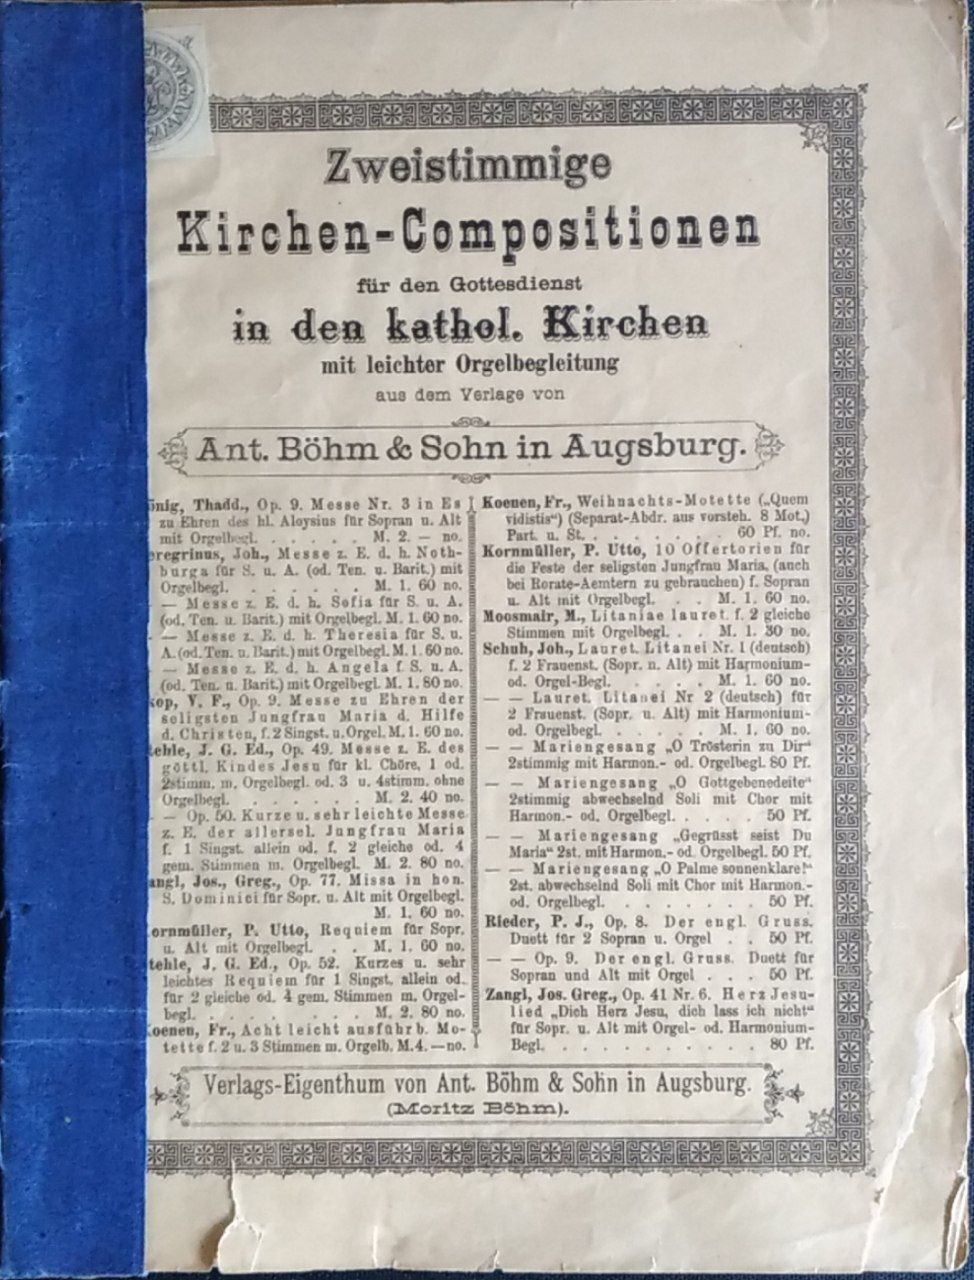 Zweistimmige
Kirchen-Compositionen
für den Gottesdienst
in den kathol. Kirchen
mit leichter Orgelbegleitung
aus dem Verlage von
Ant. Böhm & Sohn in Augsburg.
önig, Thadd., Op. 9. Messe Nr. 3 in Es
zu Ehren des hl. Aloysius für Sopran u. Alt
mit Orgelbegl. . . . . . M. 2. — no.
eregrinus, Joh., Messe z. E. d. h. Noth-
burga für S. u. A. (od. Ten. u. Barit.) mit
Orgelbegl. . . . . . . M. 1. 60 no.
— Messe z. E. d. h. Sofia für S. u. A.
(od. Ten. u. Barit.) mit Orgelbegl. M. 1. 60 no.
— Messe z. E. d. h. Theresia für S. u.
A. (od. Ten. u. Barit.) mit Orgelbegl. M. 1. 60 no.
— Messe z. E. d. h. Angela f. S. u. A.
(od. Ten. u. Barit.) mit Orgelbegl. M. 1. 80 no.
kop, V. F., Op. 9. Messe zu Ehren der
seligsten Jungfrau Maria d. Hilfe
d. Christen, f. 2 Singst. u. Orgel. M. 1. 60 no.
tehle, J. G. Ed., Op. 49. Messe z. E. des
göttl. Kindes Jesu für kl. Chöre, 1 od.
2stimm. m. Orgelbegl. od. 3 u. 4stimm. ohne
Orgelbegl. . . . . . . M. 2. 40 no.
— Op. 50. Kurze u. sehr leichte Messe
z. E. der allersel. Jungfrau Maria
f. 1 Singst. allein od. f. 2 gleiche od. 4
gem. Stimmen m. Orgelbegl. M. 2. 80 no.
angl, Jos., Greg., Op. 77. Missa in hon.
S. Dominici für Sopr. u. Alt mit Orgelbegl.
M. 1. 60 no.
ornmüller, P. Utto, Requiem für Sopr.
u. Alt mit Orgelbegl. . . M. 1. 60 no.
tehle, J. G. Ed., Op. 52. Kurzes u. sehr
leichtes Requiem für 1 Singst. allein od.
für 2 gleiche od. 4 gem. Stimmen m. Orgel-
begl. . . . . . . . M. 2. 80 no.
oenen, Fr., Acht leicht ausführb. Mo-
tette f. 2 u. 3 Stimmen m. Orgelb. M. 4. — no.
Koenen, Fr., Weihnachts-Motette („Quem
vidistis“) (Separat-Abdr. aus vorsteh. 8 Mot.)
Part. u. St. . . . . . . . 60 Pf. no.
Kornmüller, P. Utto, 10 Offertorien für
die Feste der seligsten Jungfrau Maria, (auch
bei Rorate-Aemtern zu gebrauchen) f. Sopran
u. Alt mit Orgelbegl. . . M. 1. 60 no.
Moosmair, M., Litaniae lauret. f. 2 gleiche
Stimmen mit Orgelbegl. . . M. 1. 30 no.
Schuh, Joh., Lauret. Litanei Nr. 1 (deutsch)
f. 2 Frauenst. (Sopr. u. Alt) mit Harmonium-
od. Orgel-Begl. . . . . M. 1. 60 no.
— — Lauret. Litanei Nr 2 (deutsch) für
2 Frauenst. (Sopr. u. Alt) mit Harmonium-
od. Orgelbegl. . . . . . M. 1. 60 no.
— — Mariengesang „O Trösterin zu Dir“
2stimmig mit Harmon.- od. Orgelbegl. 80 Pf.
— — Mariengesang „O Gottgebenedeite“
2stimmig abwechselnd Soli mit Chor mit
Harmon.- od. Orgelbegl. . . . . 50 Pf.
— — Mariengesang „Gegrüsst seist Du
Maria“ 2st. mit Harmon.- od. Orgelbegl. 50 Pf.
— — Mariengesang „O Palme sonnenklare!“
2st. abwechselnd Soli mit Chor mit Harmon.-
od. Orgelbegl. . . . . . . . 50 Pf.
Rieder, P. J., Op. 8. Der engl. Gruss.
Duett für 2 Sopran u. Orgel . . 50 Pf.
— — Op. 9. Der engl. Gruss. Duett für
Sopran und Alt mit Orgel . . . 50 Pf.
Zangl, Jos. Greg., Op. 41 Nr. 6. Herz Jesu-
lied „Dich Herz Jesu, dich lass ich nicht“
für Sopr. u. Alt mit Orgel- od. Harmonium-
Begl. . . . . . . . . . . 80 Pf.
Verlags-Eigenthum von Ant. Böhm & Sohn in Augsburg.
(Moritz Böhm).